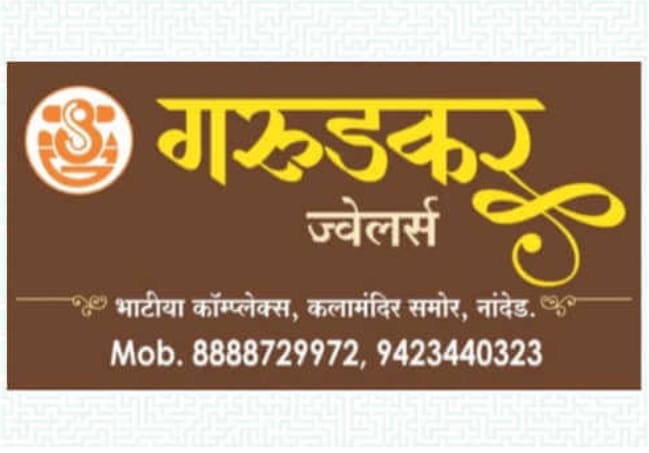 गरुडकर
ज्वेलर्स
भाटीया कॉम्प्लेक्स, कलामंदिर समोर, नांदेड.
Mob. 8888729972, 9423440323